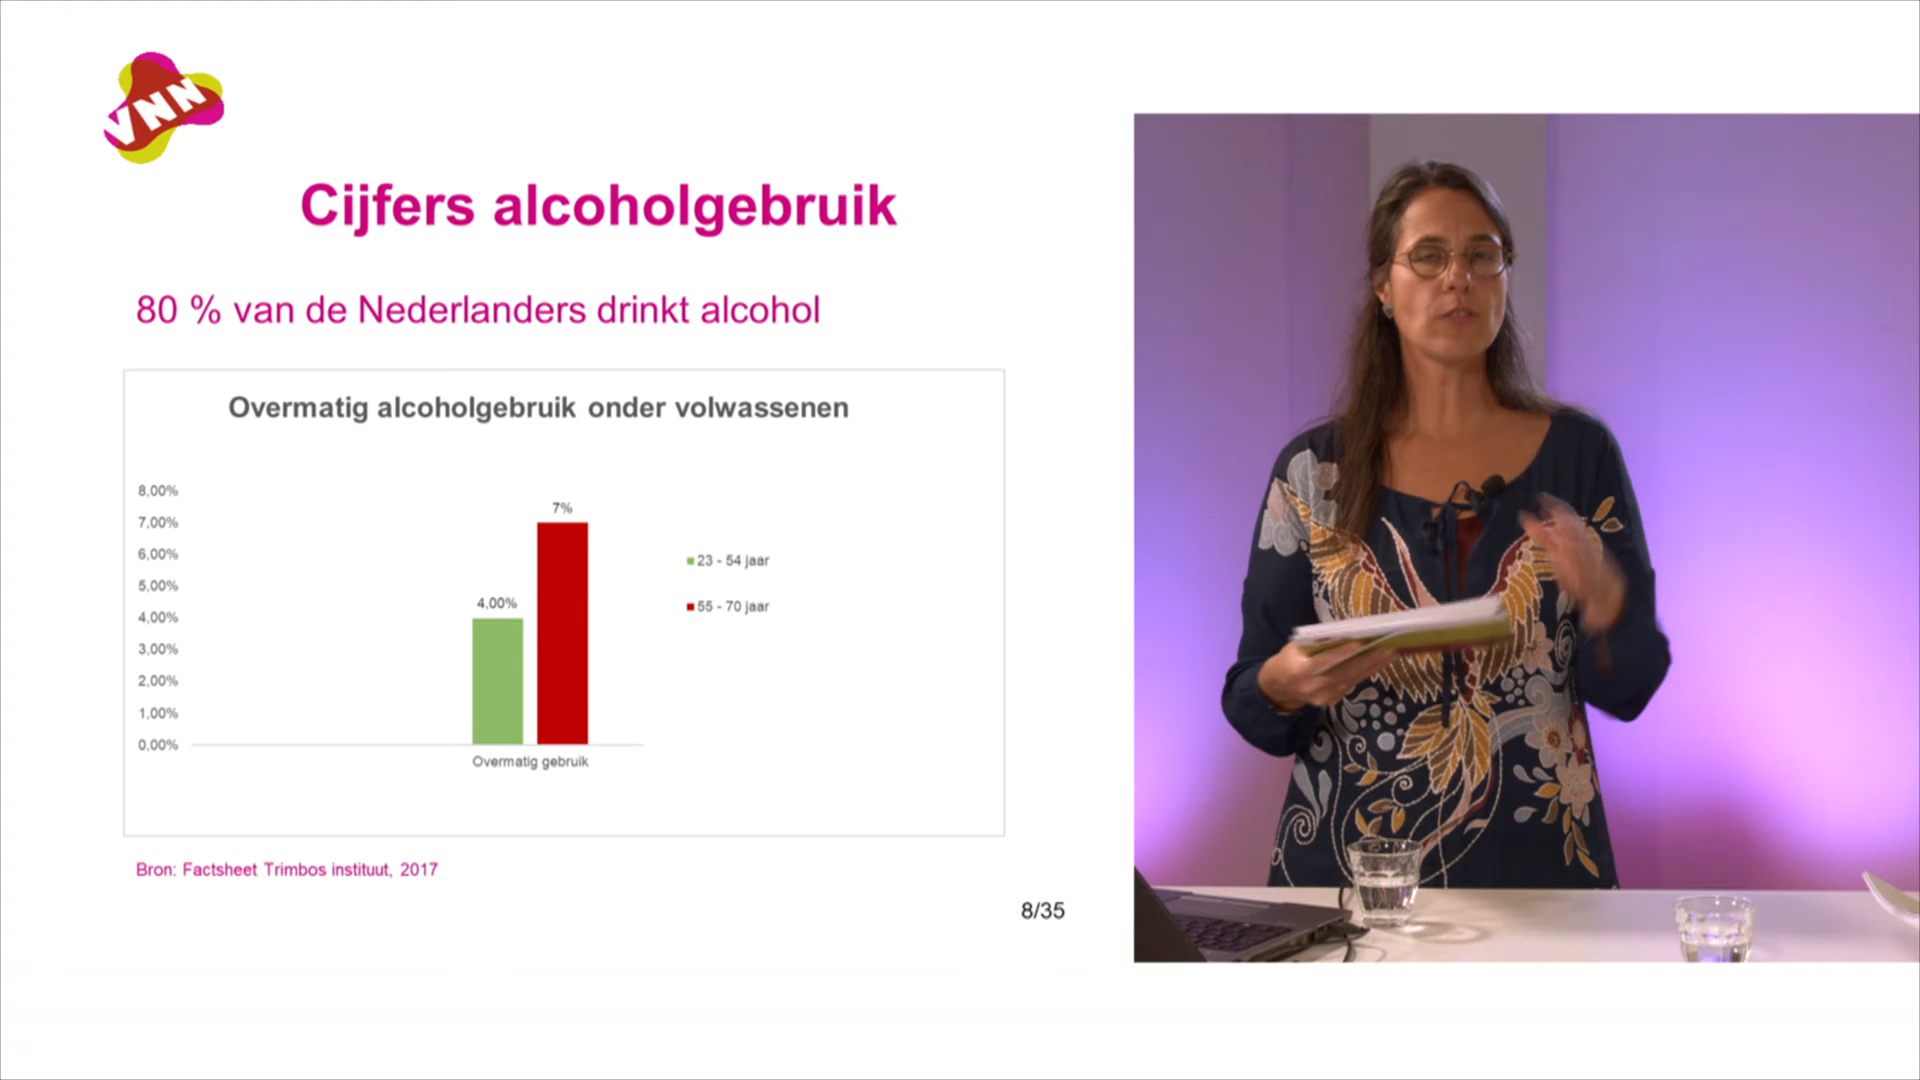 VNN
Cijfers alcoholgebruik
80 % van de Nederlanders drinkt alcohol
Overmatig alcoholgebruik onder volwassenen
8,00%
7,00%
6,00%
5,00%
4,00%
3,00%
2,00%
1,00%
0,00%
4,00%
7%
Overmatig gebruik
23 - 54 jaar
55 - 70 jaar
Bron: Factsheet Trimbos instituut, 2017
8/35